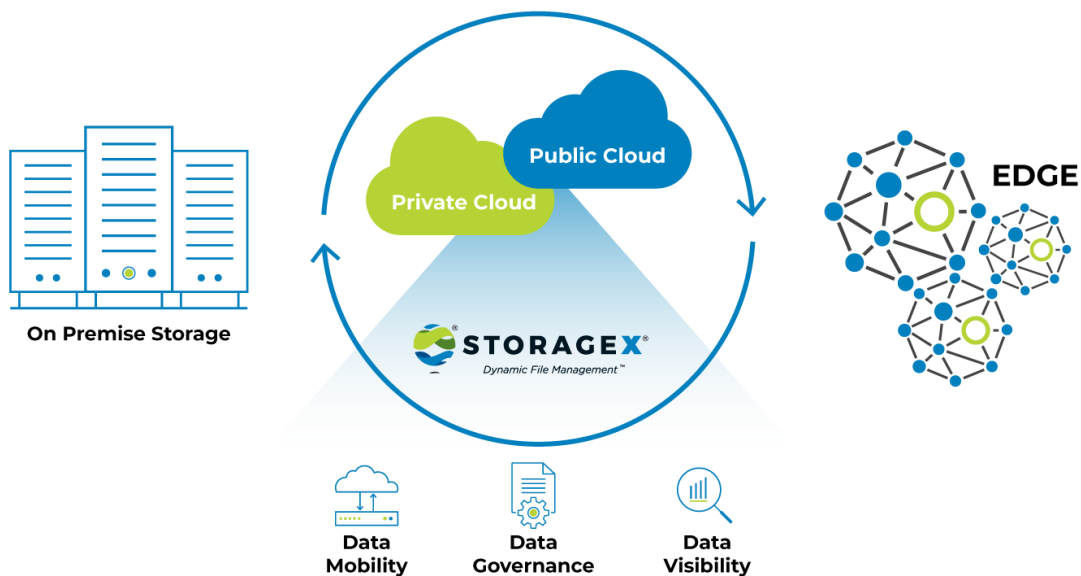 Public Cloud
Private Cloud
EDGE
On Premise Storage
STORAGEX®
Dynamic File Management™
®
Data
Mobility
Data
Governance
Data
Visibility